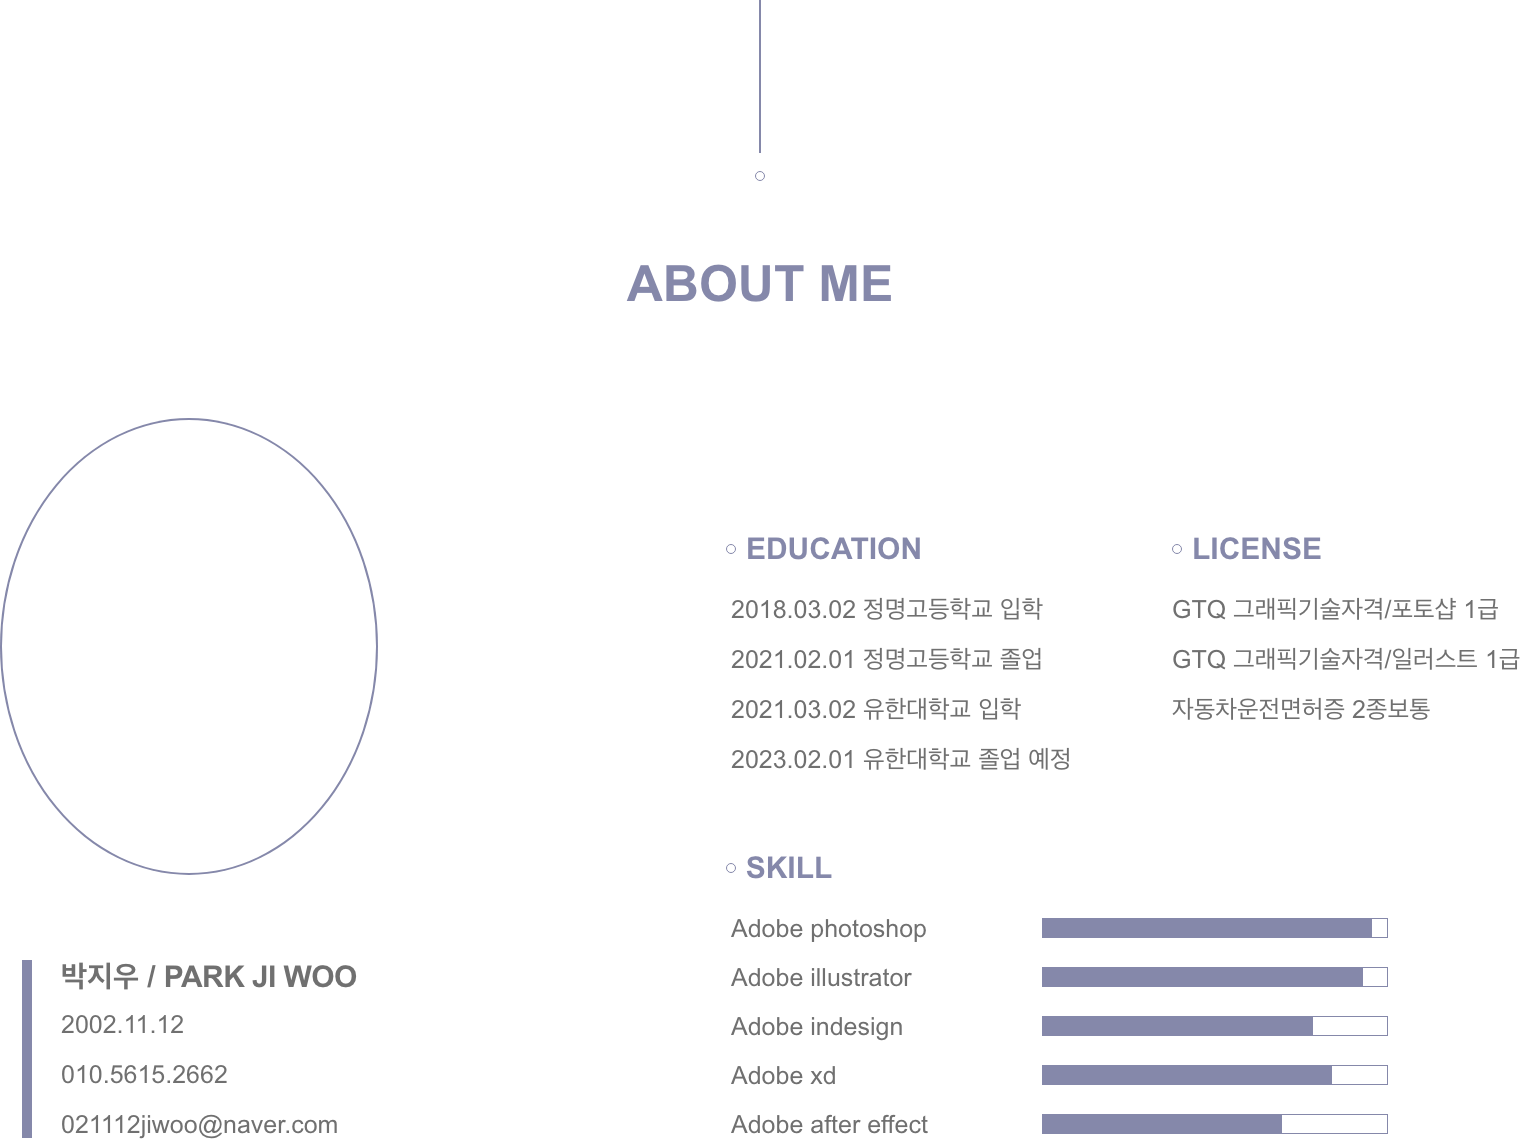 ABOUT ME
박지우 / PARK JI WOO
2002.11.12
010.5615.2662
021112jiwoo@naver.com
EDUCATION
2018.03.02 정명고등학교 입학
2021.02.01 정명고등학교 졸업
2021.03.02 유한대학교 입학
2023.02.01 유한대학교 졸업 예정
LICENSE
GTQ 그래픽기술자격/포토샵 1급
GTQ 그래픽기술자격/일러스트 1급
자동차운전면허증 2종보통
SKILL
Adobe photoshop
Adobe illustrator
Adobe indesign
Adobe xd
Adobe after effect